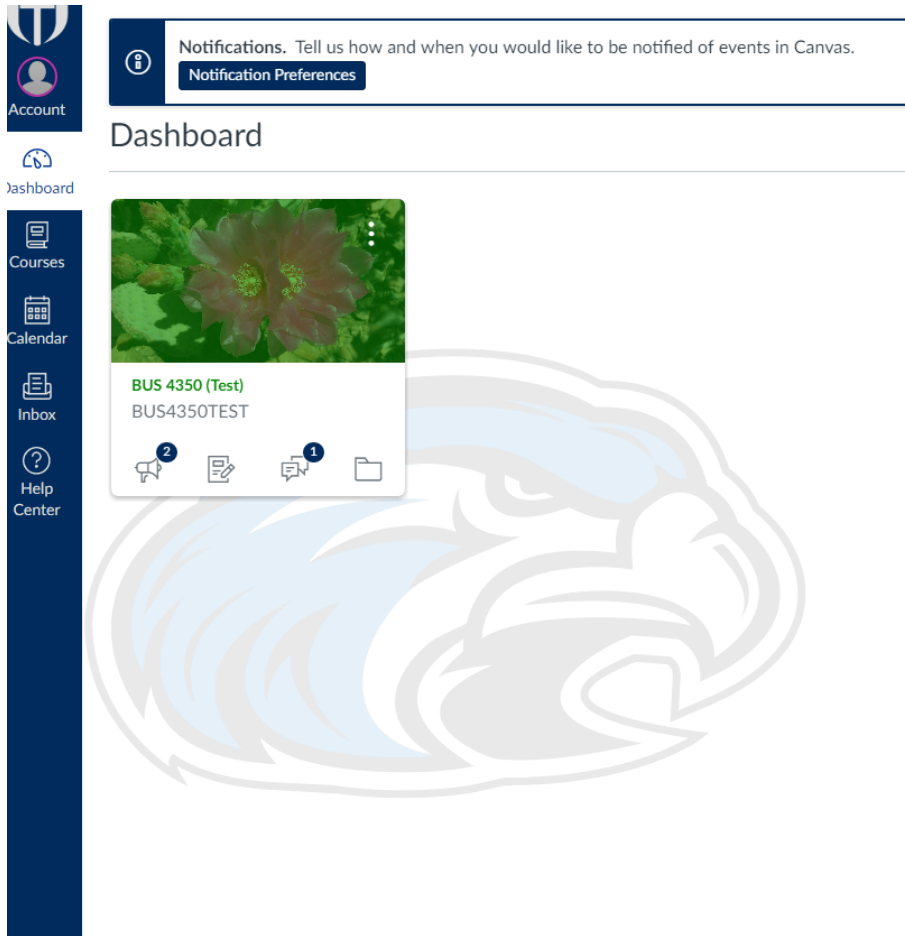 Notifications. Tell us how and when you would like to be notified of events in Canvas.
Notification Preferences
Account
Dashboard
Courses
Calendar
Inbox
Help
Center
Dashboard
BUS 4350 (Test)
BUS4350TEST
2
1